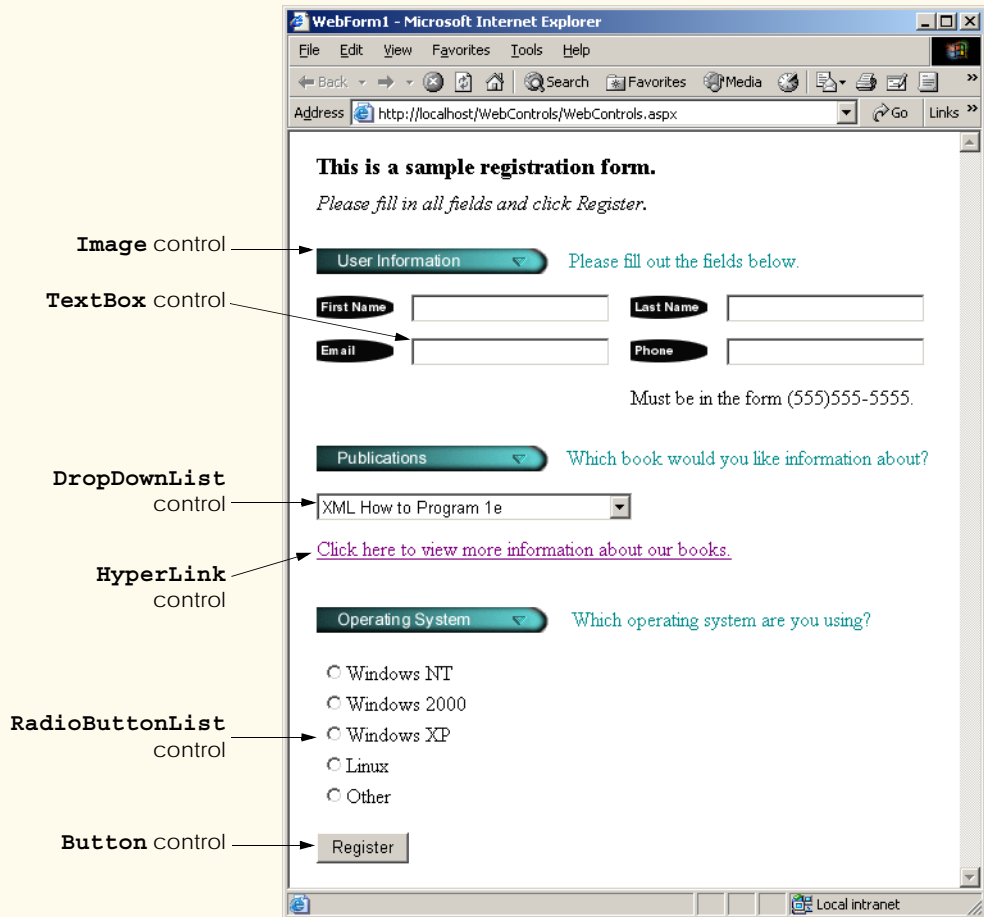 WebForm1 - Microsoft Internet Explorer
File Edit View Favorites Tools Help
Back Search Favorites Media »
Address http://localhost/WebControls/WebControls.aspx Go Links »
This is a sample registration form.
Please fill in all fields and click Register.
Image control
User Information Please fill out the fields below.
TextBox control
First Name Last Name
Email Phone
Must be in the form (555)555-5555.
Publications Which book would you like information about?
DropDownList
control
XML How to Program 1e
Click here to view more information about our books.
HyperLink
control
Operating System Which operating system are you using?
Windows NT
Windows 2000
RadioButtonList
control
Windows XP
Linux
Other
Button control
Register
Local intranet